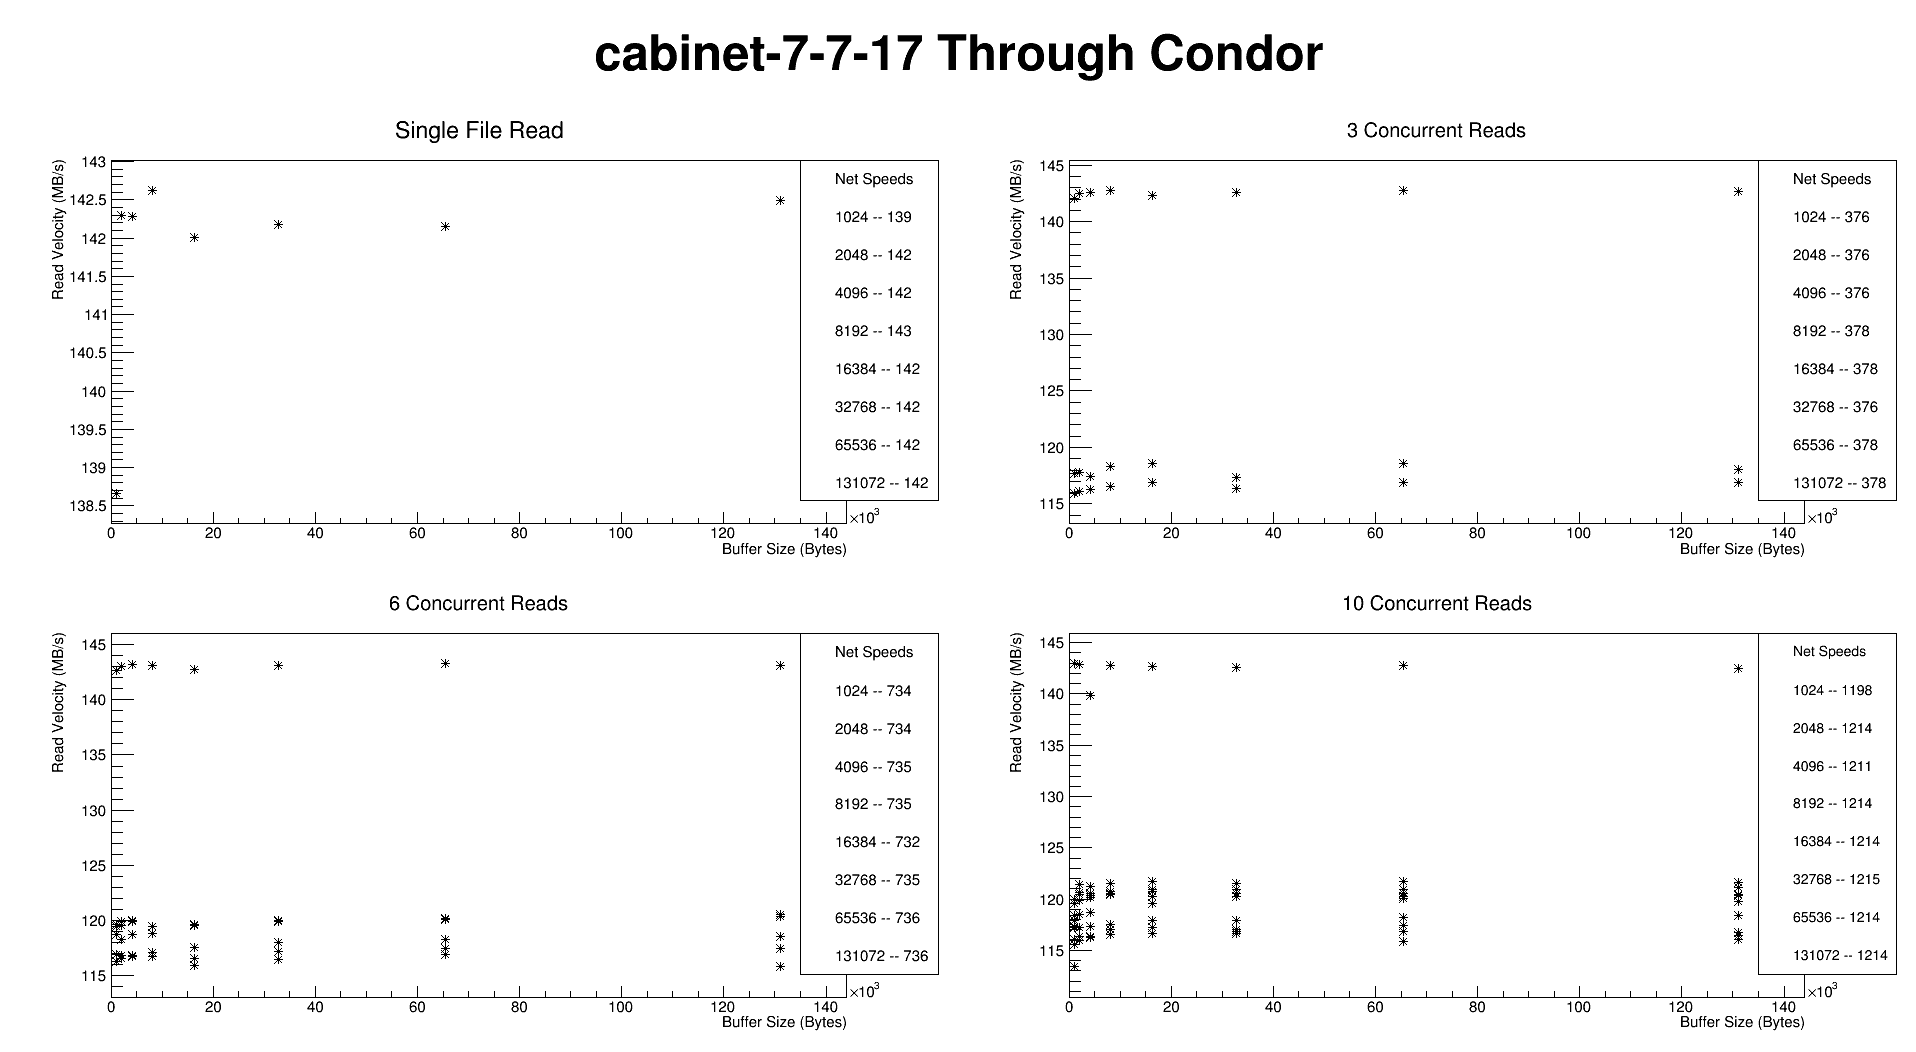 cabinet-7-7-17 Through Condor
Single File Read
Read Velocity (MB/s)
143
142.5
142
141.5
141
140.5
140
139.5
139
138.5
0 20 40 60 80 100 120 140
×10³
Buffer Size (Bytes)
Net Speeds
1024 -- 139
2048 -- 142
4096 -- 142
8192 -- 143
16384 -- 142
32768 -- 142
65536 -- 142
131072 -- 142
3 Concurrent Reads
Read Velocity (MB/s)
145
140
135
130
125
120
115
0 20 40 60 80 100 120 140
×10³
Buffer Size (Bytes)
Net Speeds
1024 -- 376
2048 -- 376
4096 -- 376
8192 -- 378
16384 -- 378
32768 -- 376
65536 -- 378
131072 -- 378
6 Concurrent Reads
Read Velocity (MB/s)
145
140
135
130
125
120
115
0 20 40 60 80 100 120 140
×10³
Buffer Size (Bytes)
Net Speeds
1024 -- 734
2048 -- 734
4096 -- 735
8192 -- 735
16384 -- 732
32768 -- 735
65536 -- 736
131072 -- 736
10 Concurrent Reads
Read Velocity (MB/s)
145
140
135
130
125
120
115
0 20 40 60 80 100 120 140
×10³
Buffer Size (Bytes)
Net Speeds
1024 -- 1198
2048 -- 1214
4096 -- 1211
8192 -- 1214
16384 -- 1214
32768 -- 1215
65536 -- 1214
131072 -- 1214